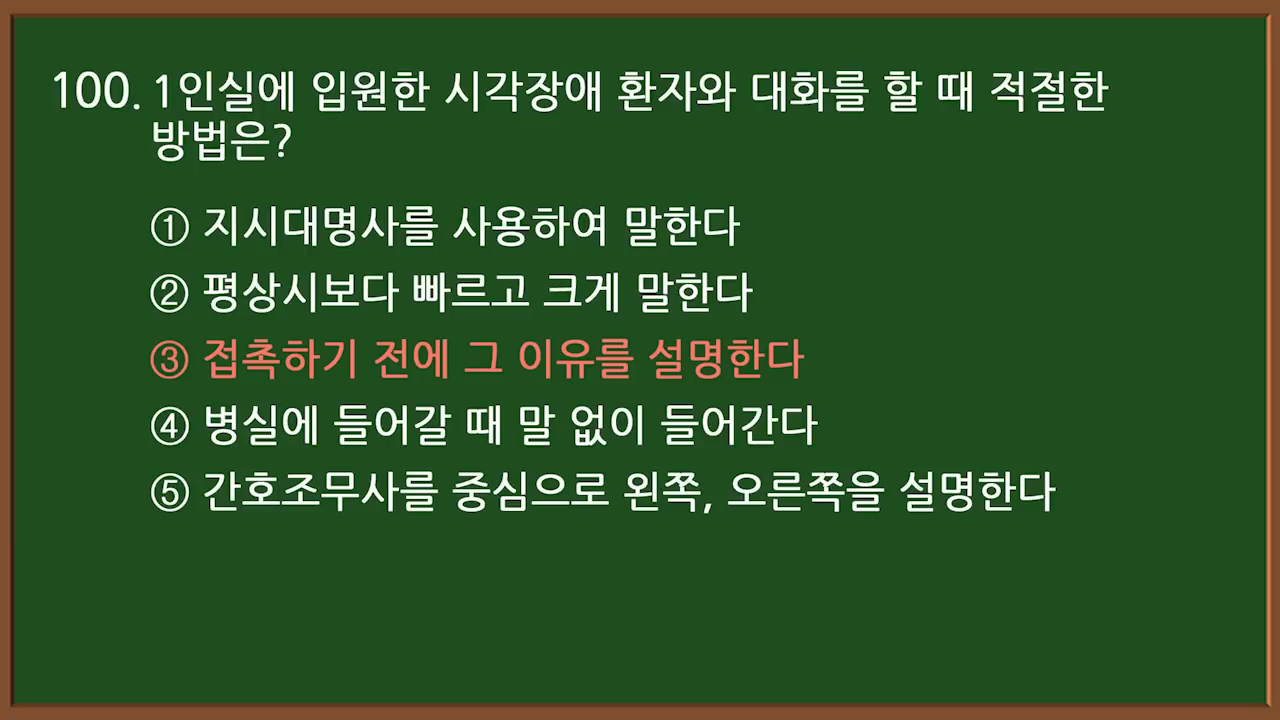 100. 1인실에 입원한 시각장애 환자와 대화를 할 때 적절한
방법은?
① 지시대명사를 사용하여 말한다
② 평상시보다 빠르고 크게 말한다
③ 접촉하기 전에 그 이유를 설명한다
④ 병실에 들어갈 때 말 없이 들어간다
⑤ 간호조무사를 중심으로 왼쪽, 오른쪽을 설명한다